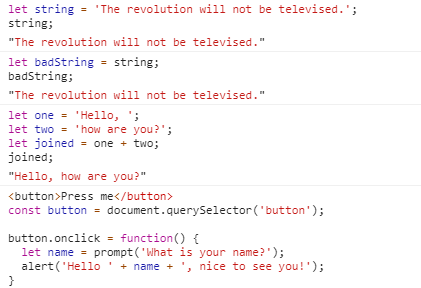 let string = 'The revolution will not be televised.';
string;
"The revolution will not be televised."
let badString = string;
badString;
"The revolution will not be televised."
let one = 'Hello, ';
let two = 'how are you?';
let joined = one + two;
joined;
"Hello, how are you?"
<button>Press me</button>
const button = document.querySelector('button');
button.onclick = function() {
  let name = prompt('What is your name?');
  alert('Hello ' + name + ', nice to see you!');
}